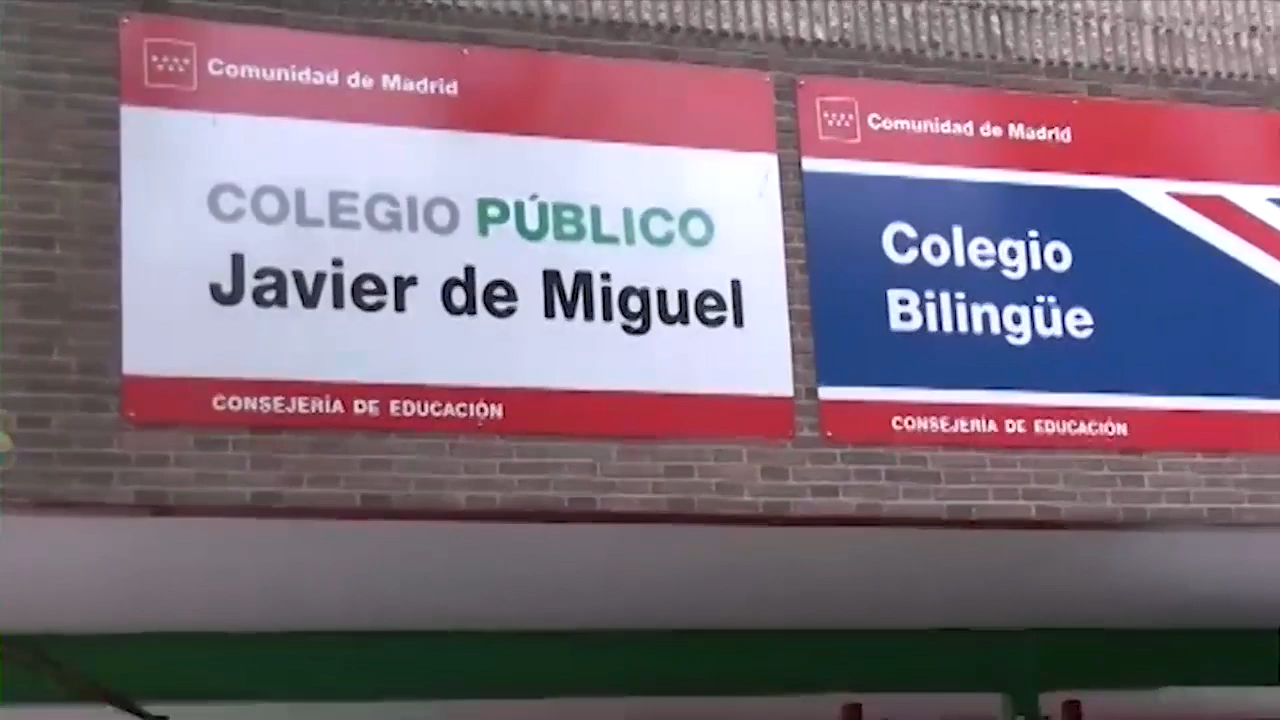 Comunidad de Madrid
COLEGIO PÚBLICO
Javier de Miguel
CONSEJERÍA DE EDUCACIÓN
Comunidad de Madrid
Colegio
Bilingüe
CONSEJERÍA DE EDUCACIÓN